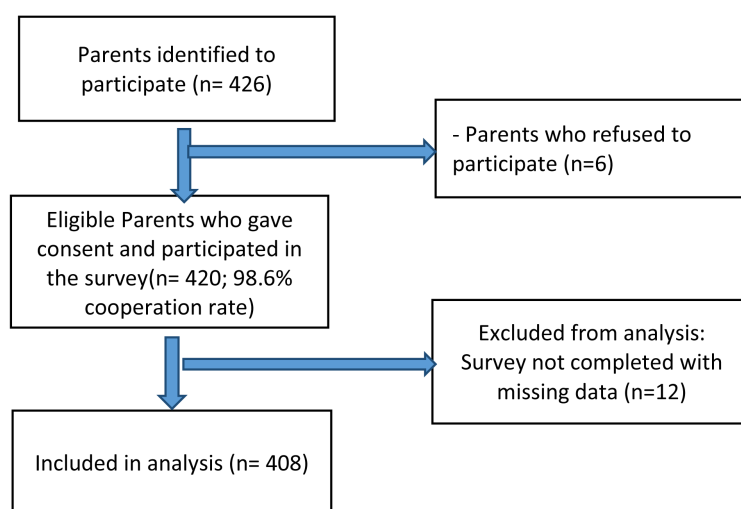 Parents identified to
participate (n= 426)
- Parents who refused to
participate (n=6)
Eligible Parents who gave
consent and participated in
the survey(n= 420; 98.6%
cooperation rate)
Excluded from analysis:
Survey not completed with
missing data (n=12)
Included in analysis (n= 408)